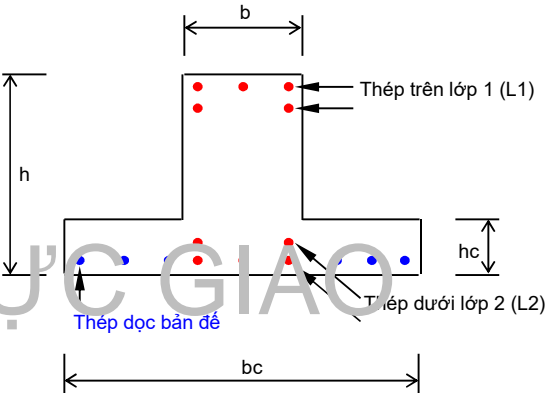 b
Thép trên lớp 1 (L1)
h
hc
ỰC GIAO
Thép dưới lớp 2 (L2)
Thép dọc bản đế
bc